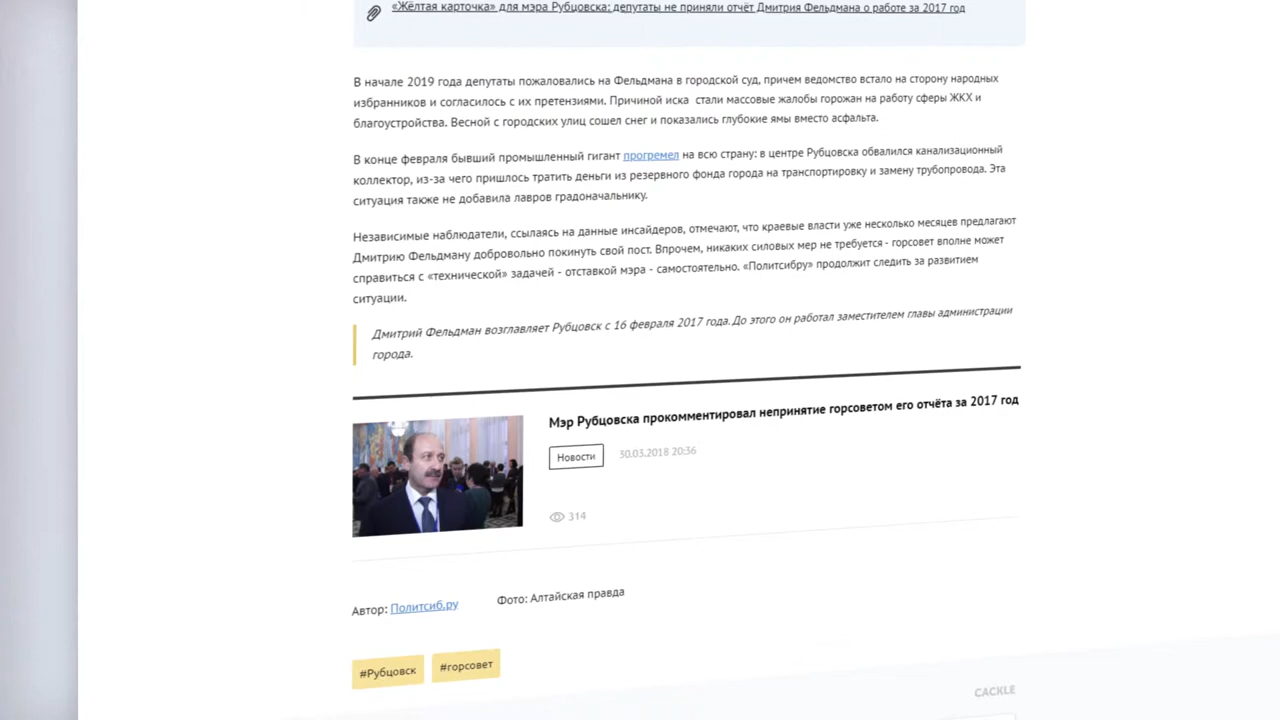 «Жёлтая карточка» для мэра Рубцовска: депутаты не приняли отчёт Дмитрия Фельдмана о работе за 2017 год
В начале 2019 года депутаты пожаловались на Фельдмана в городской суд, причем ведомство встало на сторону народных
избранников и согласилось с их претензиями. Причиной иска стали массовые жалобы горожан на работу сферы ЖКХ и
благоустройства. Весной с городских улиц сошел снег и показались глубокие ямы вместо асфальта.
В конце февраля бывший промышленный гигант прогремел на всю страну: в центре Рубцовска обвалился канализационный
коллектор, из-за чего пришлось тратить деньги из резервного фонда города на транспортировку и замену трубопровода. Эта
ситуация также не добавила лавров градоначальнику.
Независимые наблюдатели, ссылаясь на данные инсайдеров, отмечают, что краевые власти уже несколько месяцев предлагают
Дмитрию Фельдману добровольно покинуть свой пост. Впрочем, никаких силовых мер не требуется - горсовет вполне может
справиться с «технической» задачей - отставкой мэра - самостоятельно. «Политсибру» продолжит следить за развитием
ситуации.
Дмитрий Фельдман возглавляет Рубцовск с 16 февраля 2017 года. До этого он работал заместителем главы администрации
города.
Мэр Рубцовска прокомментировал непринятие горсоветом его отчёта за 2017 год
Новости 30.03.2018 20:36
314
Автор: Политсиб.ру Фото: Алтайская правда
#Рубцовск #горсовет
CACKLE